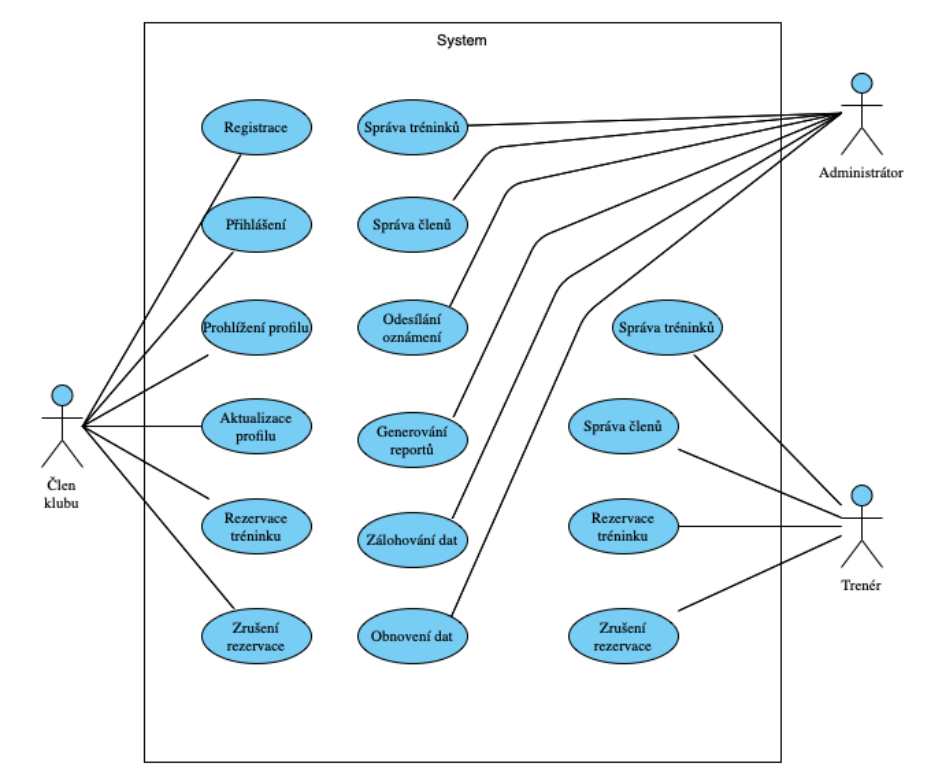 System
Registrace
Správa tréninků
Administrátor
Přihlášení
Správa členů
Prohlížení profilu
Odesílání
oznámení
Správa tréninků
Aktualizace
profilu
Generování
reportů
Správa členů
Člen
klubu
Rezervace
tréninku
Zálohování dat
Rezervace
tréninku
Trenér
Zrušení
rezervace
Obnovení dat
Zrušení
rezervace